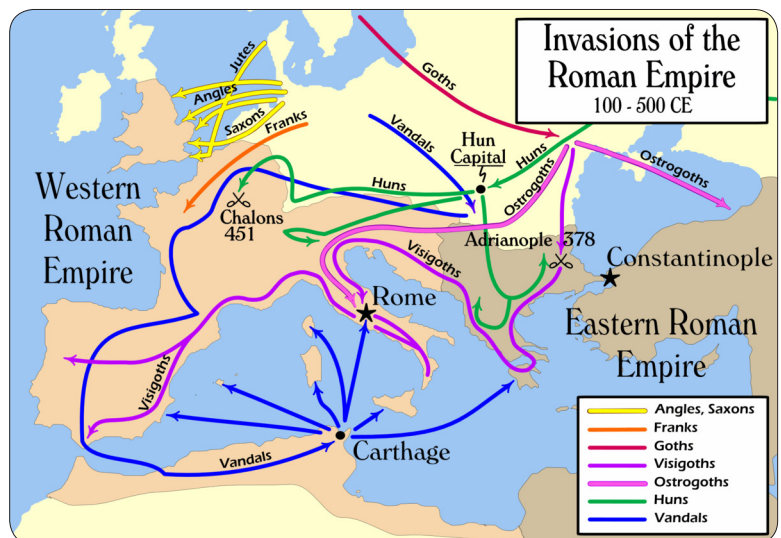 Invasions of the
Roman Empire
100 - 500 CE
Jutes
Angles
Saxons
Franks
Goths
Vandals
Hun
Capital
Huns
Ostrogoths
Ostrogoths
Huns
Chalons
451
Western
Roman
Empire
Adrianople 378
Visigoths
Constantinople
Rome
Eastern Roman
Empire
Visigoths
Carthage
Vandals
Angles, Saxons
Franks
Goths
Visigoths
Ostrogoths
Huns
Vandals